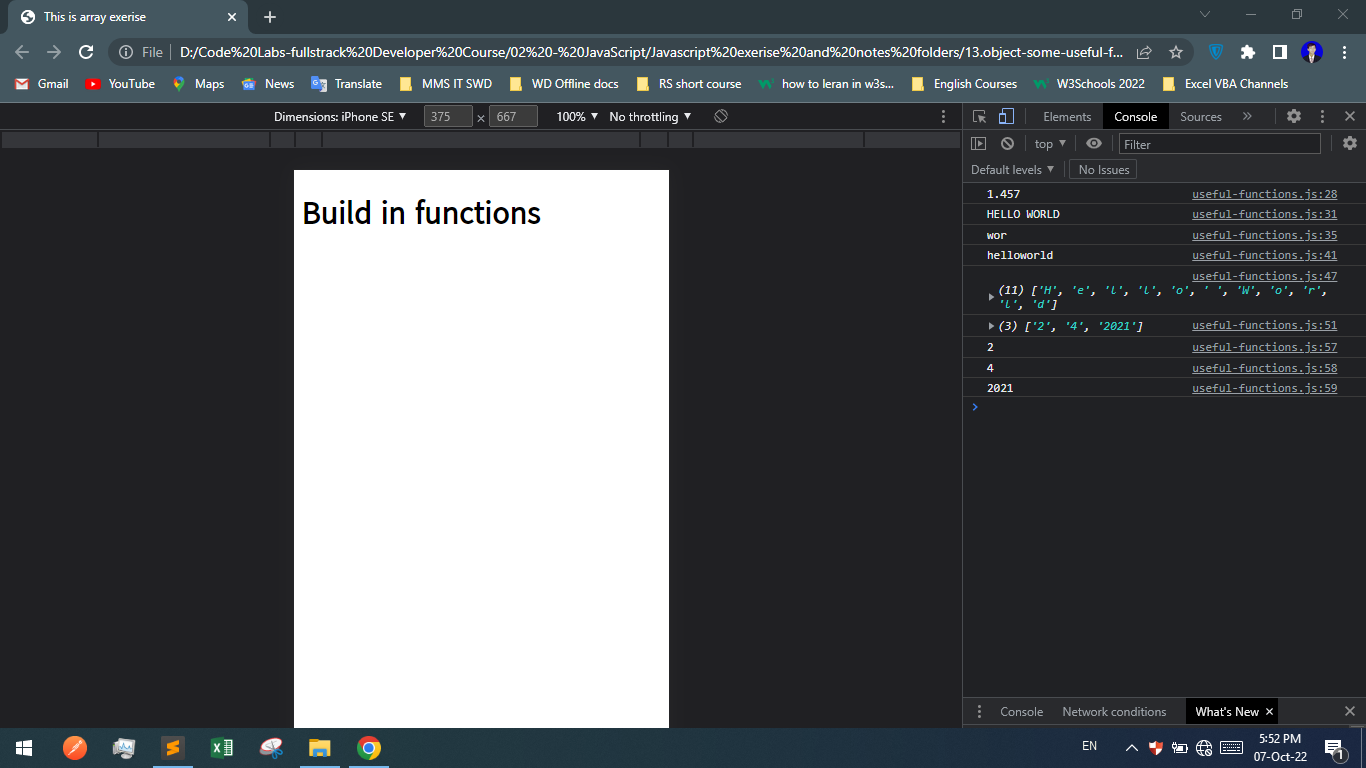 This is array exerise
File D:/Code%20Labs-fullstrack%20Developer%20Course/02%20-%20JavaScript/Javascript%20exerise%20and%20notes%20folders/13.object-some-useful-f...
Gmail YouTube Maps News Translate MMS IT SWD WD Offline docs RS short course how to leran in w3s... English Courses W3Schools 2022 Excel VBA Channels
Dimensions: iPhone SE 375 × 667 100% No throttling
Elements Console Sources »
top Filter
Default levels No Issues
Build in functions
1.457 useful-functions.js:28
HELLO WORLD useful-functions.js:31
wor useful-functions.js:35
helloworld useful-functions.js:41
useful-functions.js:47
(11) ['H', 'e', 'l', 'l', 'o', ' ', 'W', 'o', 'r',
'l', 'd']
(3) ['2', '4', '2021'] useful-functions.js:51
2 useful-functions.js:57
4 useful-functions.js:58
2021 useful-functions.js:59
Console Network conditions What's New
EN
5:52 PM
07-Oct-22
1